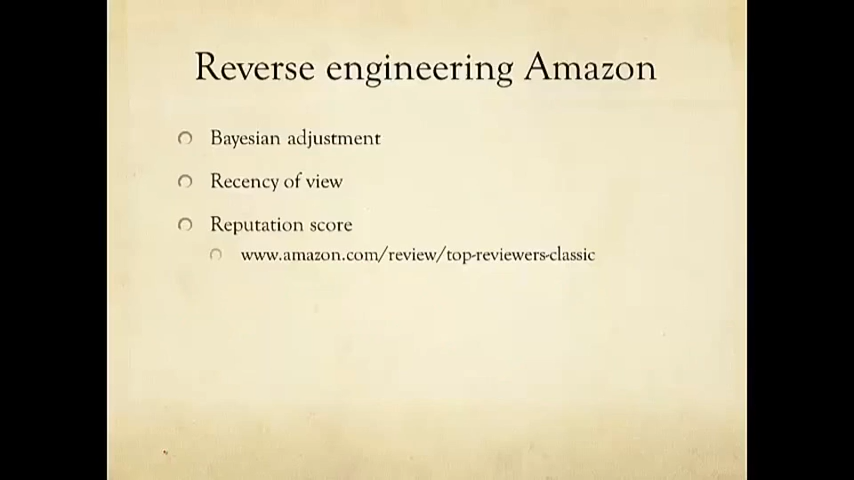 Reverse engineering Amazon
Bayesian adjustment
Recency of view
Reputation score
www.amazon.com/review/top-reviewers-classic